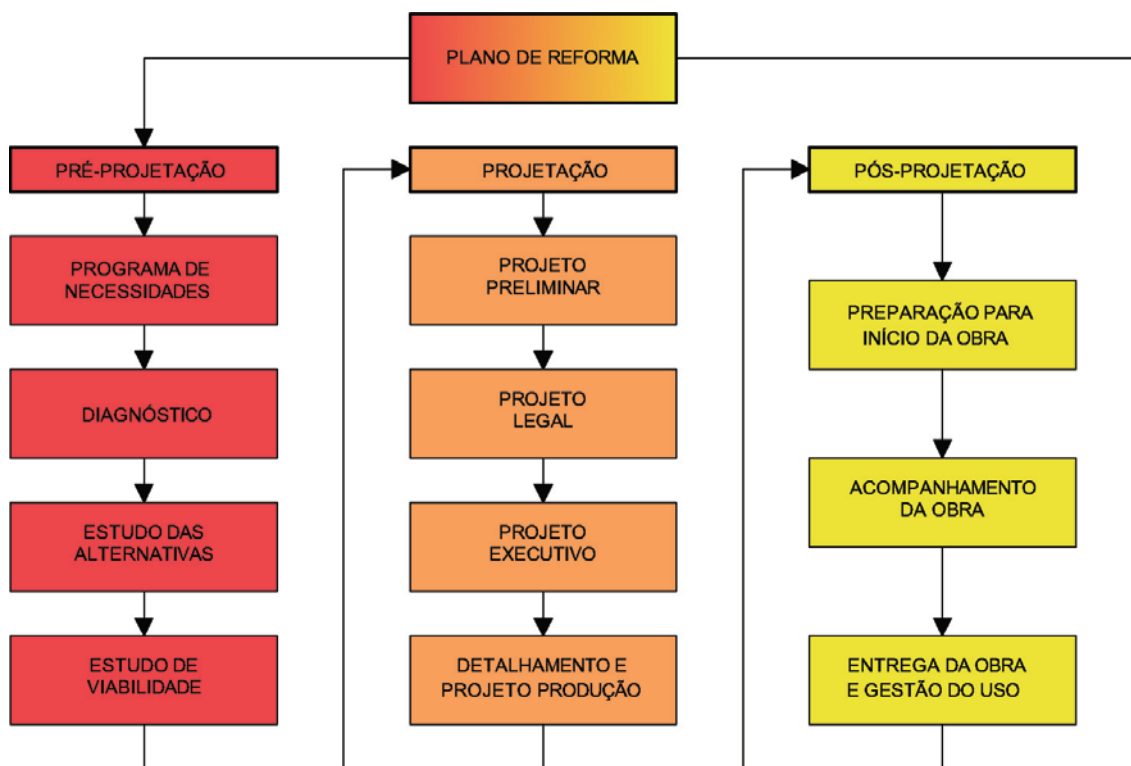 PLANO DE REFORMA
PRÉ-PROJETAÇÃO
PROGRAMA DE
NECESSIDADES
DIAGNÓSTICO
ESTUDO DAS
ALTERNATIVAS
ESTUDO DE
VIABILIDADE
PROJETAÇÃO
PROJETO
PRELIMINAR
PROJETO
LEGAL
PROJETO
EXECUTIVO
DETALHAMENTO E
PROJETO PRODUÇÃO
PÓS-PROJETAÇÃO
PREPARAÇÃO PARA
INÍCIO DA OBRA
ACOMPANHAMENTO
DA OBRA
ENTREGA DA OBRA
E GESTÃO DO USO